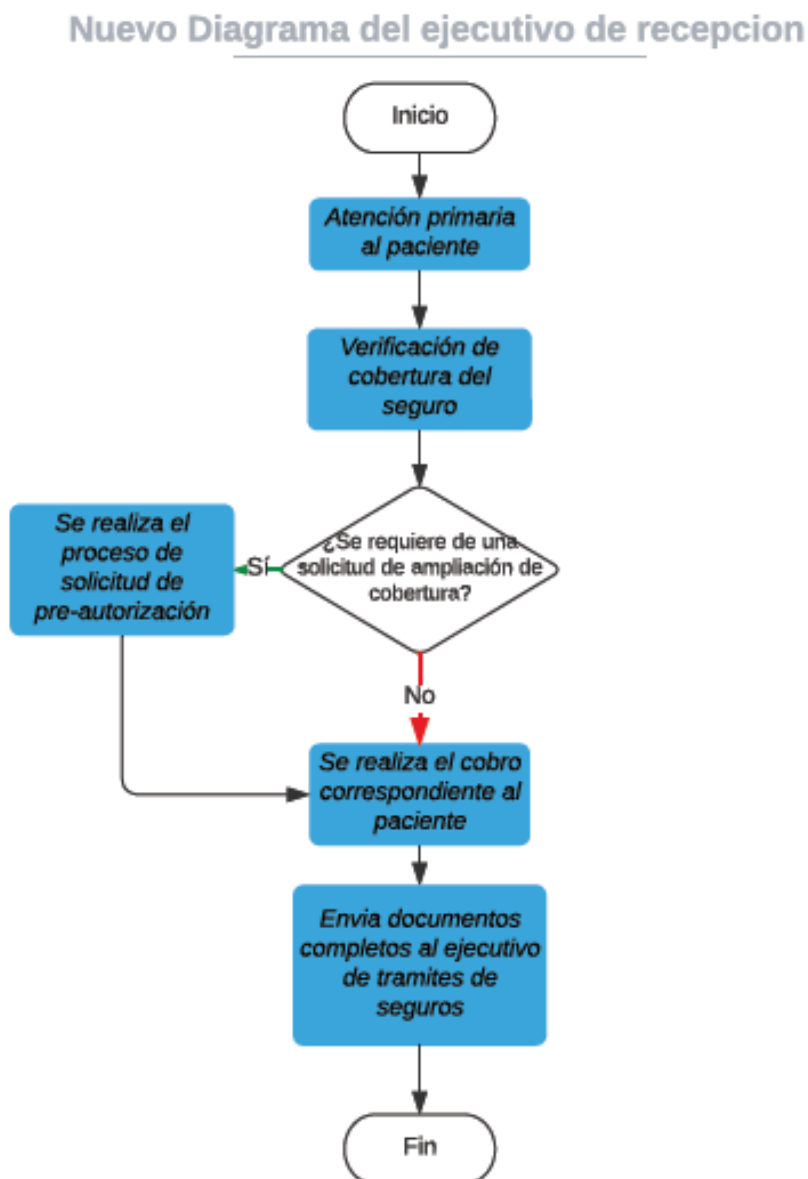 Nuevo Diagrama del ejecutivo de recepcion
Inicio
Atención primaria
al paciente
Verificación de
cobertura del
seguro
¿Se requiere de una
solicitud de ampliación de
cobertura?
Sí
Se realiza el
proceso de
solicitud de
pre-autorización
No
Se realiza el cobro
correspondiente al
paciente
Envia documentos
completos al ejecutivo
de tramites de
seguros
Fin